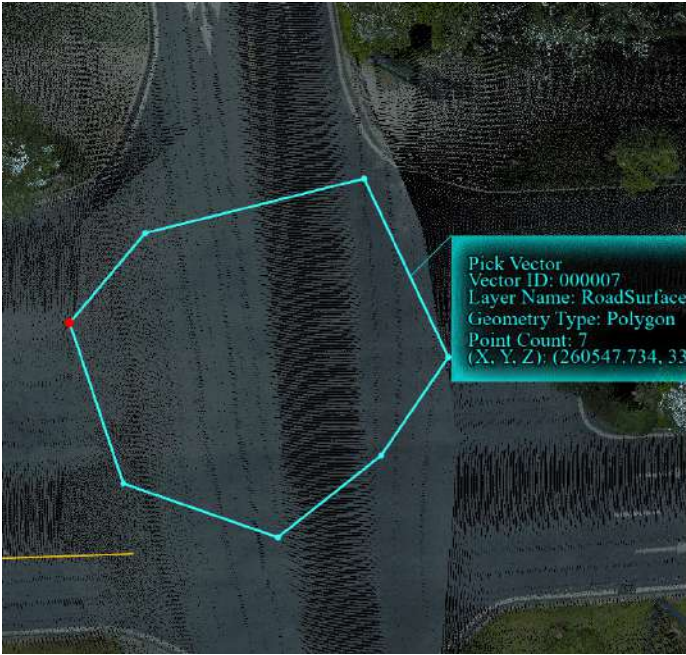 Pick Vector
Vector ID: 000007
Layer Name: RoadSurface
Geometry Type: Polygon
Point Count: 7
(X, Y, Z): (260547.734, 33